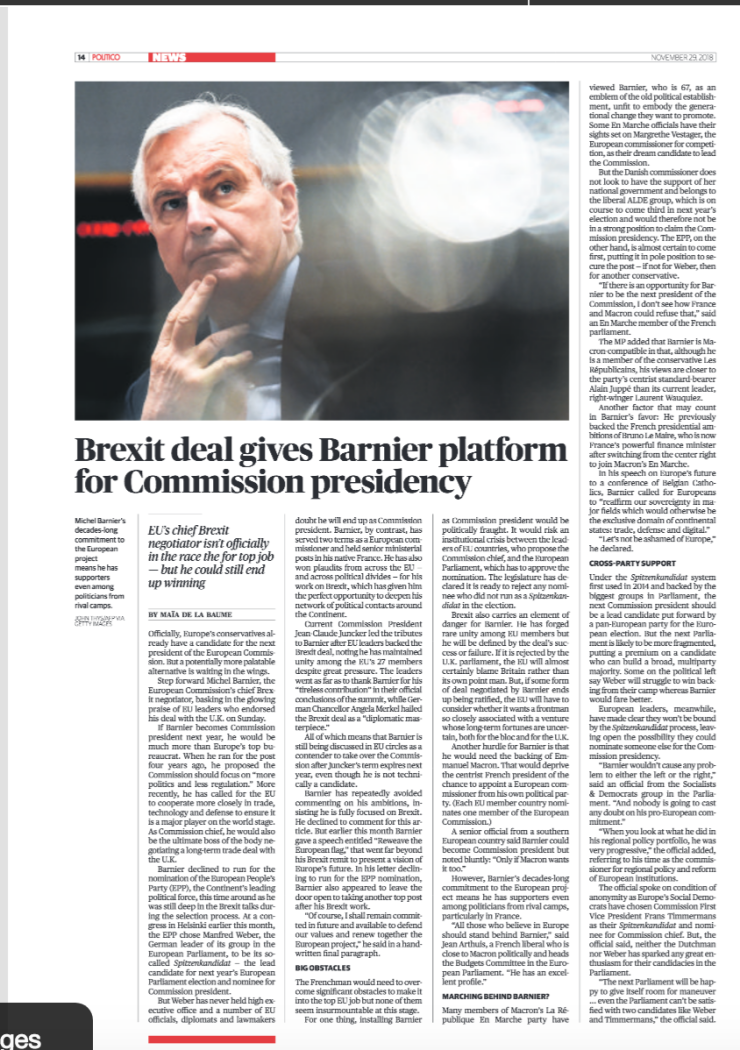 14 POLITICO
NEWS
NOVEMBER 29, 2018
Brexit deal gives Barnier platform
for Commission presidency
Michel Barnier's
decades-long
commitment to
the European
project
means he has
supporters
even among
politicians from
rival camps.
GETTY IMAGES
EU's chief Brexit
negotiator isn't officially
in the race the for top job
— but he could still end
up winning
BY MAÏA DE LA BAUME
Officially, Europe's conservatives al-
ready have a candidate for the next
president of the European Commis-
sion. But a potentially more palatable
alternative is waiting in the wings.
Step forward Michel Barnier, the
European Commission's chief Brex-
it negotiator, basking in the glowing
praise of EU leaders who endorsed
his deal with the U.K. on Sunday.
If Barnier becomes Commission
president next year, he would be
much more than Europe's top bu-
reaucrat. When he ran for the post
four years ago, he proposed the
Commission should focus on "more
politics and less regulation." More
recently, he has called for the EU
to cooperate more closely in trade,
technology and defense to ensure it
is a major player on the world stage.
As Commission chief, he would also
be the ultimate boss of the body ne-
gotiating a long-term trade deal with
the U.K.
Barnier declined to run for the
nomination of the European People's
Party (EPP), the Continent's leading
political force, this time around as he
was still deep in the Brexit talks dur-
ing the selection process. At a con-
gress in Helsinki earlier this month,
the EPP chose Manfred Weber, the
German leader of its group in the
European Parliament, to be its so-
called Spitzenkandidat — the lead
candidate for next year's European
Parliament election and nominee for
Commission president.
But Weber has never held high ex-
ecutive office and a number of EU
officials, diplomats and lawmakers
doubt he will end up as Commission
president. Barnier, by contrast, has
served two terms as a European com-
missioner and held senior ministerial
posts in his native France. He has also
won plaudits from across the EU —
and across political divides — for his
work on Brexit, which has given him
the perfect opportunity to deepen his
network of political contacts around
the Continent.
Current Commission President
Jean-Claude Juncker led the tributes
to Barnier after EU leaders backed the
Brexit deal, noting he has maintained
unity among the EU's 27 members
despite great pressure. The leaders
went as far as to thank Barnier for his
"tireless contribution" in their official
conclusions of the summit, while Ger-
man Chancellor Angela Merkel hailed
the Brexit deal as a "diplomatic mas-
terpiece."
All of which means that Barnier is
still being discussed in EU circles as a
contender to take over the Commis-
sion after Juncker's term expires next
year, even though he is not techni-
cally a candidate.
Barnier has repeatedly avoided
commenting on his ambitions, in-
sisting he is fully focused on Brexit.
He declined to comment for this ar-
ticle. But earlier this month Barnier
gave a speech entitled "Reweave the
European flag," that went far beyond
his Brexit remit to present a vision of
Europe's future. In his letter declin-
ing to run for the EPP nomination,
Barnier also appeared to leave the
door open to taking another top post
after his Brexit work.
"Of course, I shall remain commit-
ted in future and available to defend
our values and renew together the
European project," he said in a hand-
written final paragraph.
BIG OBSTACLES
The Frenchman would need to over-
come significant obstacles to make it
into the top EU job but none of them
seem insurmountable at this stage.
For one thing, installing Barnier
as Commission president would be
politically fraught. It would risk an
institutional crisis between the lead-
ers of EU countries, who propose the
Commission chief, and the European
Parliament, which has to approve the
nomination. The legislature has de-
clared it is ready to reject any nomi-
nee who did not run as a Spitzenkan-
didat in the election.
Brexit also carries an element of
danger for Barnier. He has forged
rare unity among EU members but
he will be defined by the deal's suc-
cess or failure. If it is rejected by the
U.K. parliament, the EU will almost
certainly blame Britain rather than
its own point man. But, if some form
of deal negotiated by Barnier ends
up being ratified, the EU will have to
consider whether it wants a frontman
so closely associated with a venture
whose long-term fortunes are uncer-
tain, both for the bloc and for the U.K.
Another hurdle for Barnier is that
he would need the backing of Em-
manuel Macron. That would deprive
the centrist French president of the
chance to appoint a European com-
missioner from his own political par-
ty. (Each EU member country nomi-
nates one member of the European
Commission.)
A senior official from a southern
European country said Barnier could
become Commission president but
noted bluntly: "Only if Macron wants
it too."
However, Barnier's decades-long
commitment to the European proj-
ect means he has supporters even
among politicians from rival camps,
particularly in France.
"All those who believe in Europe
should stand behind Barnier," said
Jean Arthuis, a French liberal who is
close to Macron politically and heads
the Budgets Committee in the Euro-
pean Parliament. "He has an excel-
lent profile."
MARCHING BEHIND BARNIER?
Many members of Macron's La Ré-
publique En Marche party have
viewed Barnier, who is 67, as an
emblem of the old political establish-
ment, unfit to embody the genera-
tional change they want to promote.
Some En Marche officials have their
sights set on Margrethe Vestager, the
European commissioner for competi-
tion, as their dream candidate to lead
the Commission.
But the Danish commissioner does
not look to have the support of her
national government and belongs to
the liberal ALDE group, which is on
course to come third in next year's
election and would therefore not be
in a strong position to claim the Com-
mission presidency. The EPP, on the
other hand, is almost certain to come
first, putting it in pole position to se-
cure the post — if not for Weber, then
for another conservative.
"If there is an opportunity for Bar-
nier to be the next president of the
Commission, I don't see how France
and Macron could refuse that," said
an En Marche member of the French
parliament.
The MP added that Barnier is Ma-
cron-compatible in that, although he
is a member of the conservative Les
Républicains, his views are closer to
the party's centrist standard-bearer
Alain Juppé than its current leader,
right-winger Laurent Wauquiez.
Another factor that may count
in Barnier's favor: He previously
backed the French presidential am-
bitions of Bruno Le Maire, who is now
France's powerful finance minister
after switching from the center right
to join Macron's En Marche.
In his speech on Europe's future
to a conference of Belgian Catho-
lics, Barnier called for Europeans
to "reaffirm our sovereignty in ma-
jor fields which would otherwise be
the exclusive domain of continental
states: trade, defense and digital."
"Let's not be ashamed of Europe,"
he declared.
CROSS-PARTY SUPPORT
Under the Spitzenkandidat system
first used in 2014 and backed by the
biggest groups in Parliament, the
next Commission president should
be a lead candidate put forward by
a pan-European party for the Euro-
pean election. But the next Parlia-
ment is likely to be more fragmented,
putting a premium on a candidate
who can build a broad, multiparty
majority. Some on the political left
say Weber will struggle to win back-
ing from their camp whereas Barnier
would fare better.
European leaders, meanwhile,
have made clear they won't be bound
by the Spitzenkandidat process, leav-
ing open the possibility they could
nominate someone else for the Com-
mission presidency.
"Barnier wouldn't cause any prob-
lem to either the left or the right,"
said an official from the Socialists
& Democrats group in the Parlia-
ment. "And nobody is going to cast
any doubt on his pro-European com-
mitment."
"When you look at what he did in
his regional policy portfolio, he was
very progressive," the official added,
referring to his time as the commis-
sioner for regional policy and reform
of European institutions.
The official spoke on condition of
anonymity as Europe's Social Demo-
crats have chosen Commission First
Vice President Frans Timmermans
as their Spitzenkandidat and nomi-
nee for Commission chief. But, the
official said, neither the Dutchman
nor Weber has sparked any great en-
thusiasm for their candidacies in the
Parliament.
"The next Parliament will be hap-
py to give itself room for maneuver
... even the Parliament can't be satis-
fied with two candidates like Weber
and Timmermans," the official said.
ges